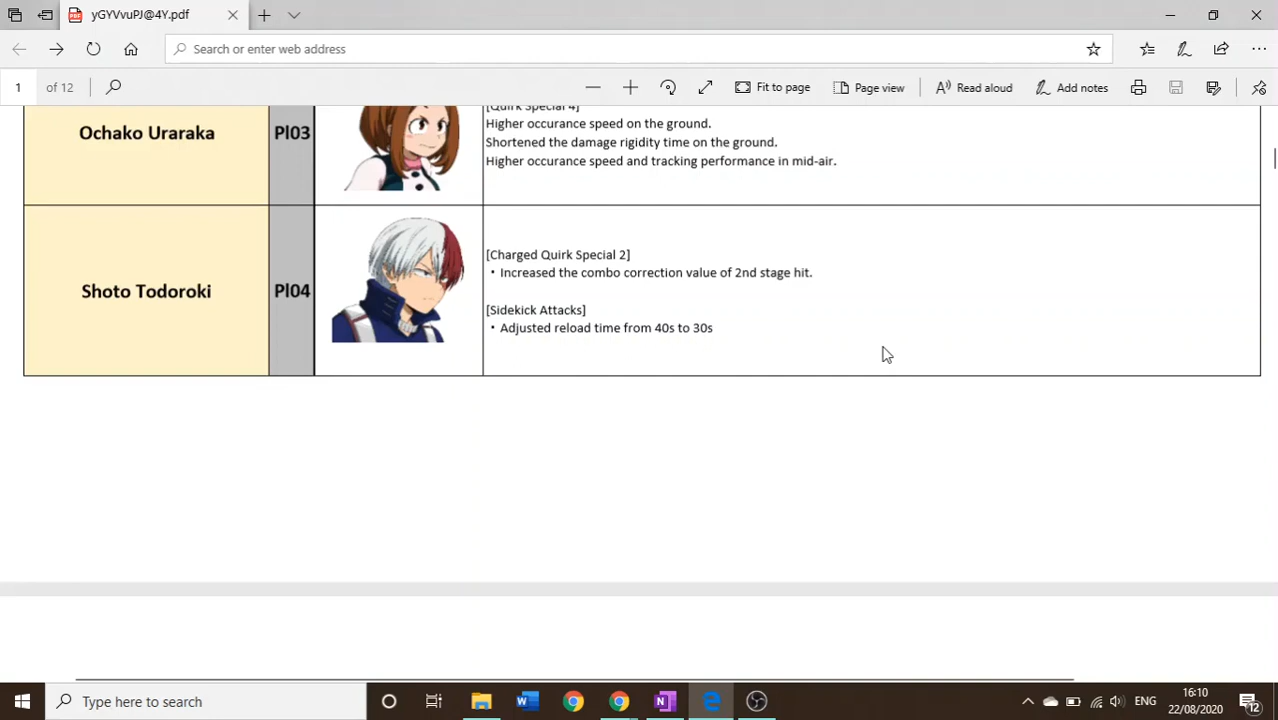 yGYVvuPJ@4Y.pdf
Search or enter web address
1 of 12
Fit to page
Page view
Read aloud
Add notes
Ochako Uraraka
Pl03
[Quirk Special 4]
Higher occurance speed on the ground.
Shortened the damage rigidity time on the ground.
Higher occurance speed and tracking performance in mid-air.
Shoto Todoroki
Pl04
[Charged Quirk Special 2]
・Increased the combo correction value of 2nd stage hit.
[Sidekick Attacks]
・Adjusted reload time from 40s to 30s
Type here to search
ENG
16:10
22/08/2020
12